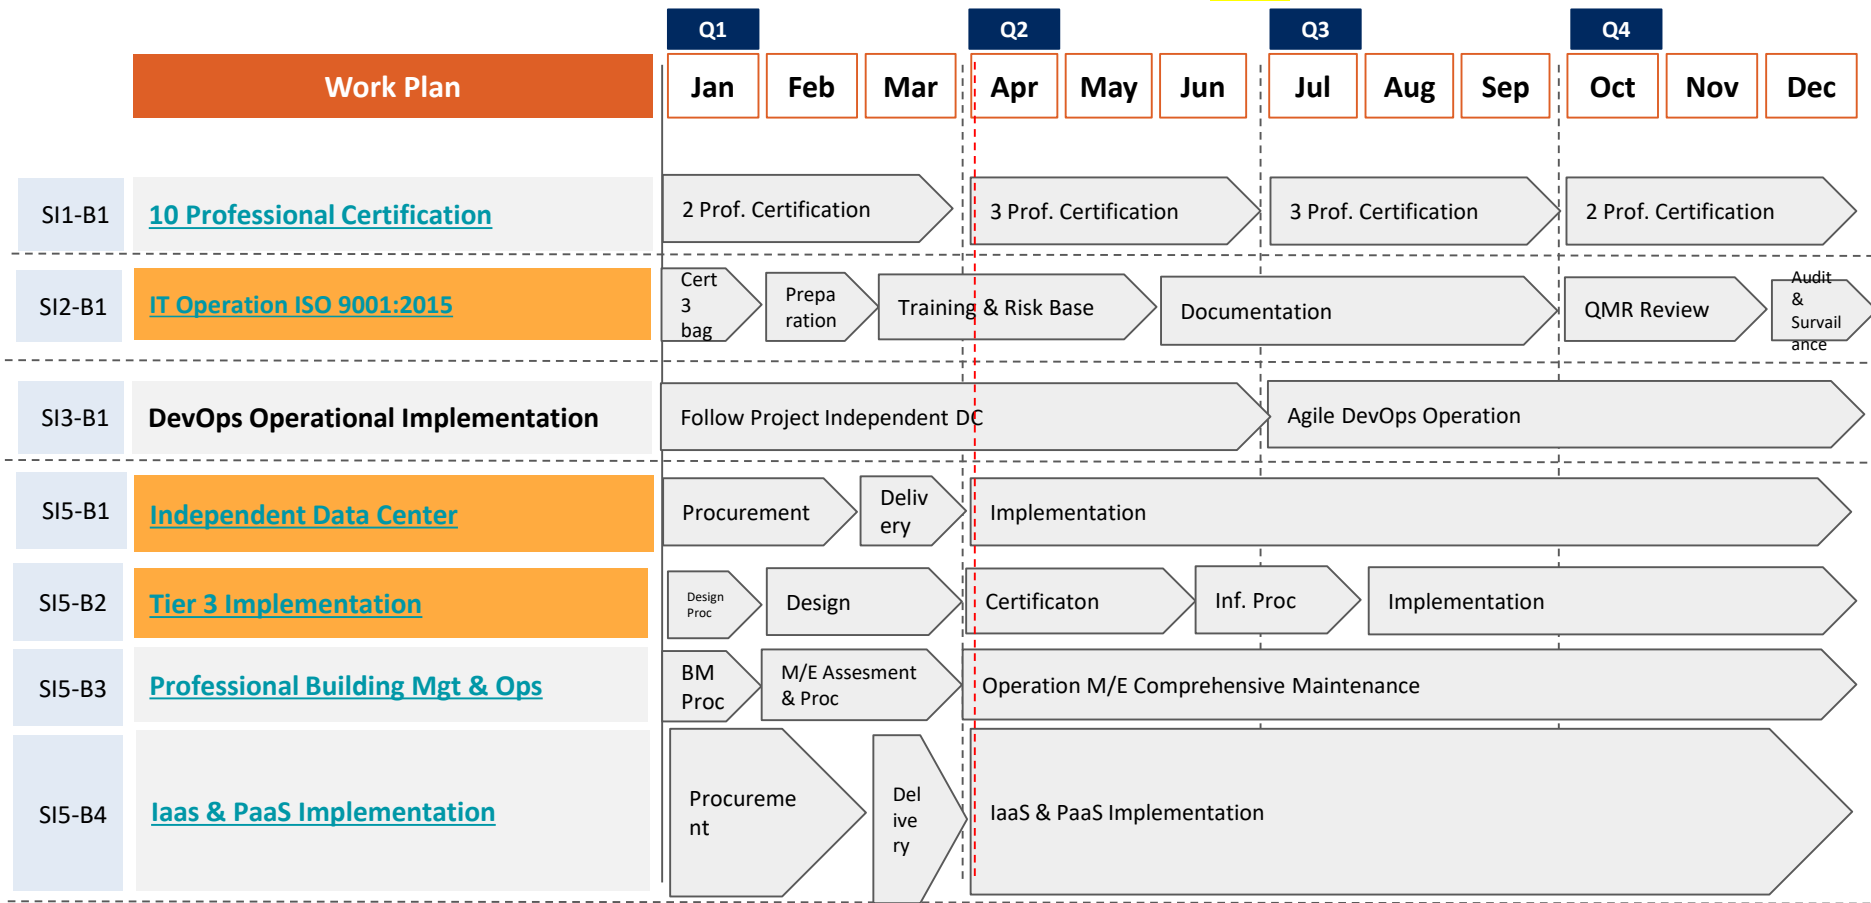 Q1
Q2
Q3
Q4
Work Plan
Jan
Feb
Mar
Apr
May
Jun
Jul
Aug
Sep
Oct
Nov
Dec
SI1-B1
10 Professional Certification
2 Prof. Certification
3 Prof. Certification
3 Prof. Certification
2 Prof. Certification
SI2-B1
IT Operation ISO 9001:2015
Cert
3
bag
Prepa
ration
Training & Risk Base
Documentation
QMR Review
Audit
&
Survail
ance
SI3-B1
DevOps Operational Implementation
Follow Project Independent DC
Agile DevOps Operation
SI5-B1
Independent Data Center
Procurement
Deliv
ery
Implementation
SI5-B2
Tier 3 Implementation
Design
Proc
Design
Certificaton
Inf. Proc
Implementation
SI5-B3
Professional Building Mgt & Ops
BM
Proc
M/E Assesment
& Proc
Operation M/E Comprehensive Maintenance
SI5-B4
Iaas & PaaS Implementation
Procureme
nt
Del
ive
ry
IaaS & PaaS Implementation